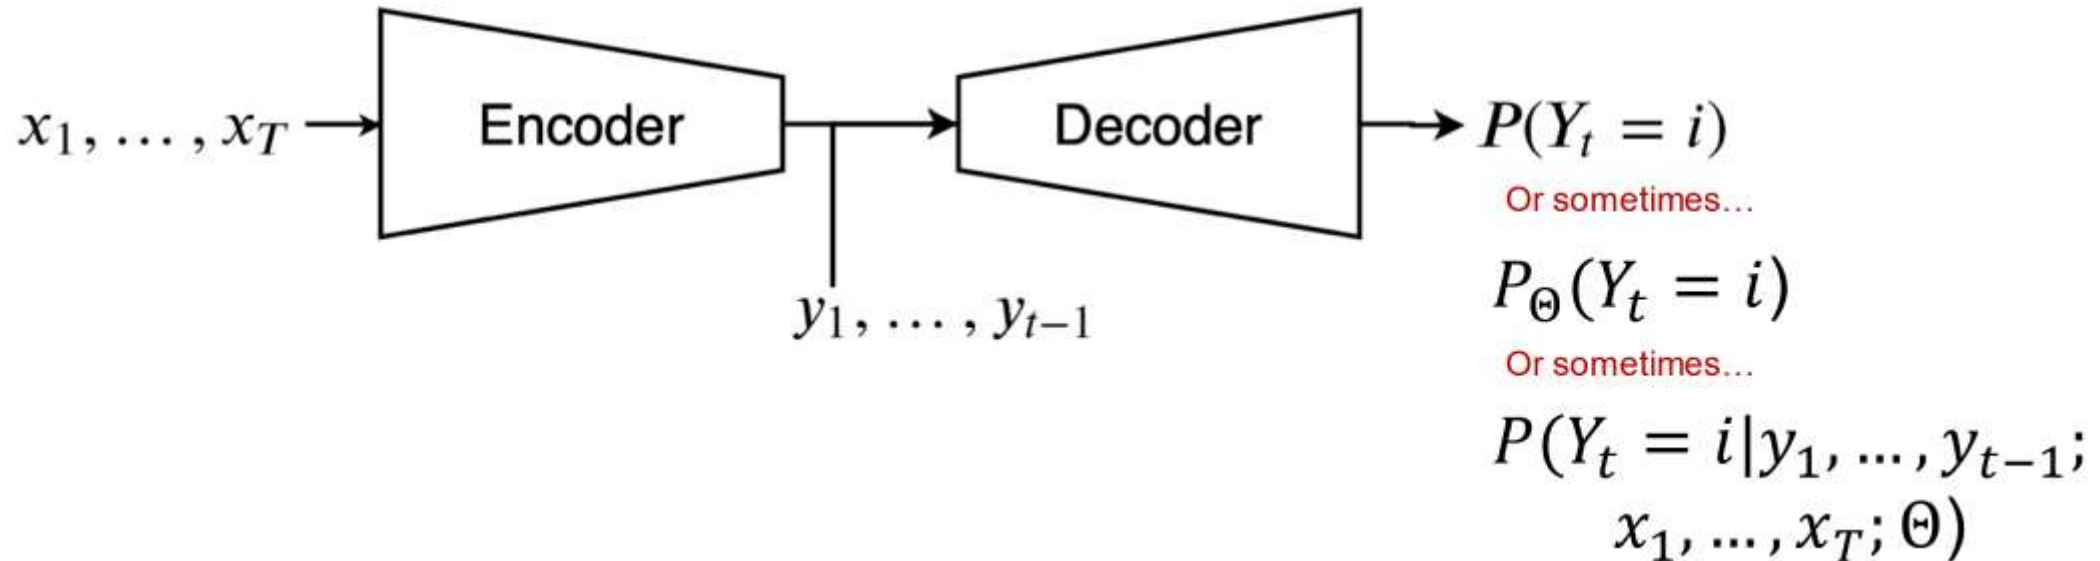 x₁, … , x_T
Encoder
Decoder
P(Y_t = i)
Or sometimes…
y₁, … , y_{t−1}
P_Θ(Y_t = i)
Or sometimes…
P(Y_t = i|y₁, … , y_{t−1};
x₁, … , x_T; Θ)